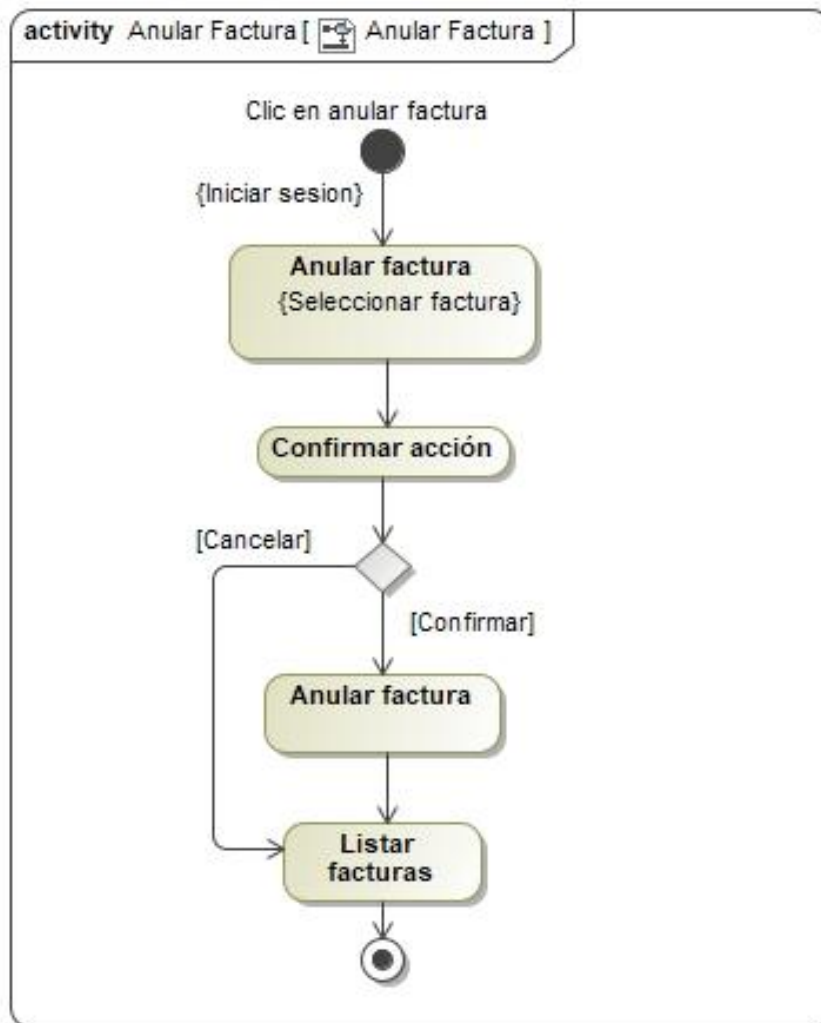 activity Anular Factura [ Anular Factura ]
Clic en anular factura
{Iniciar sesion}
Anular factura
{Seleccionar factura}
Confirmar acción
[Cancelar]
[Confirmar]
Anular factura
Listar
facturas